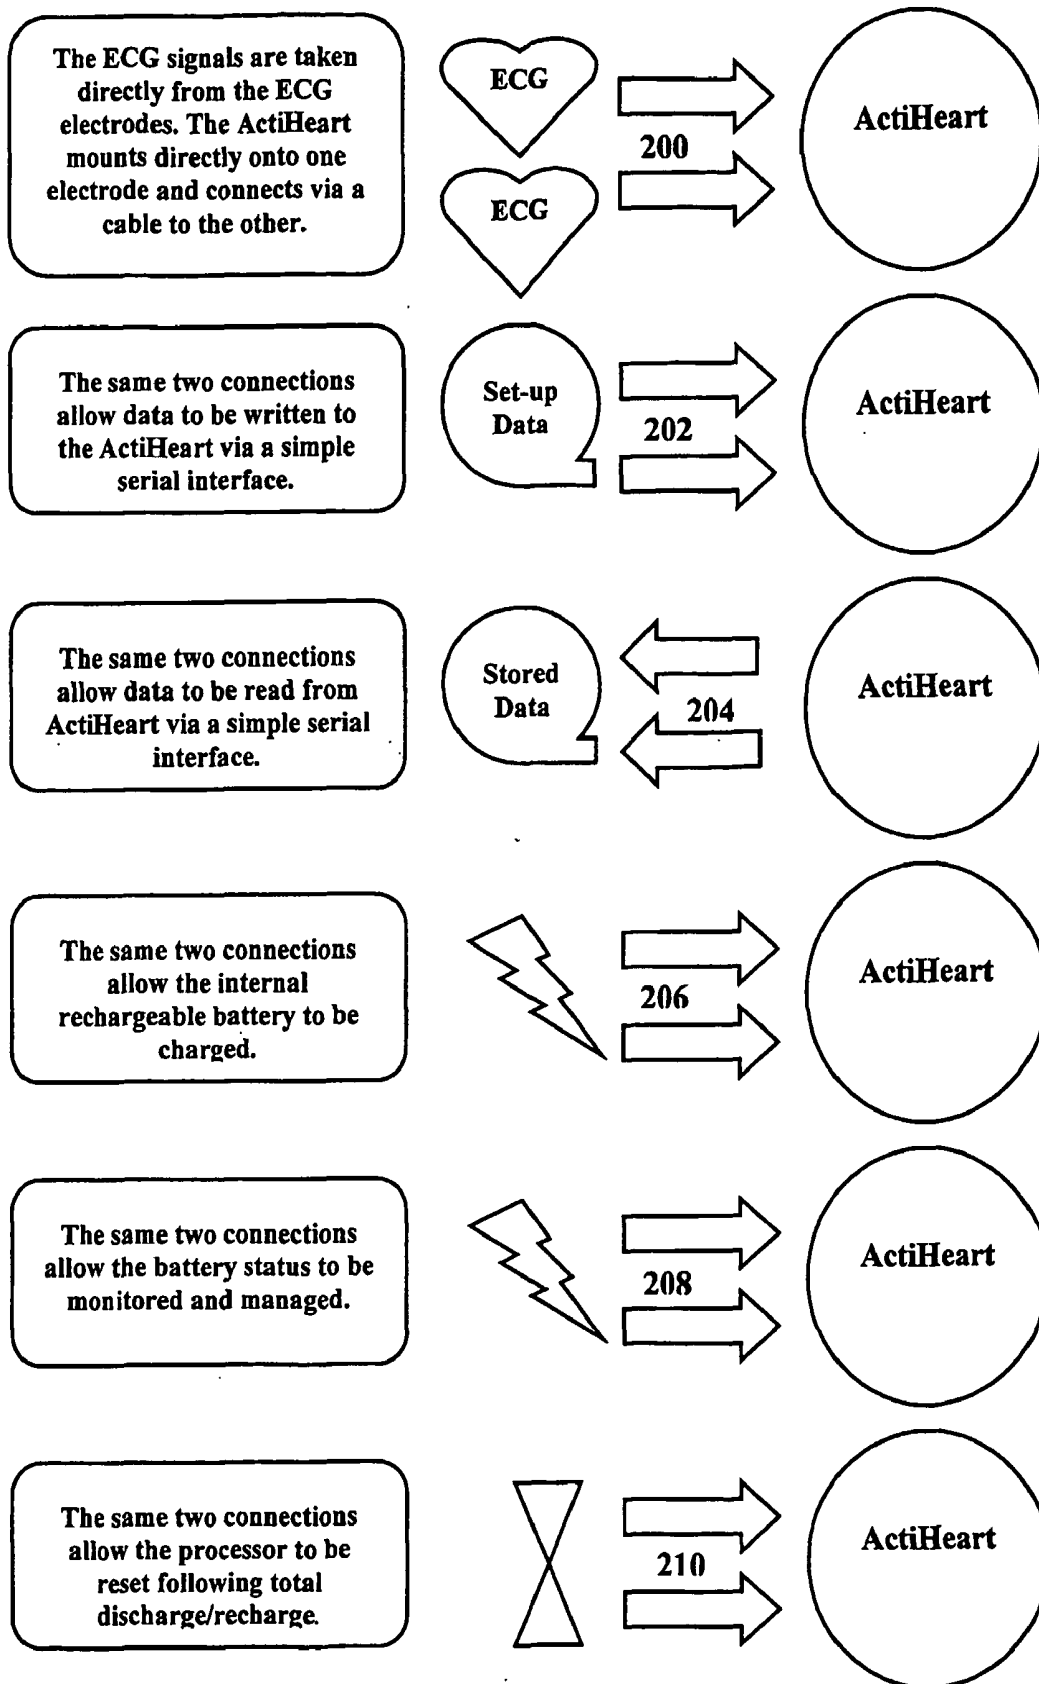 The ECG signals are taken
directly from the ECG
electrodes. The ActiHeart
mounts directly onto one
electrode and connects via a
cable to the other.
ECG
ECG
200
ActiHeart
The same two connections
allow data to be written to
the ActiHeart via a simple
serial interface.
Set-up
Data
202
ActiHeart
The same two connections
allow data to be read from
ActiHeart via a simple serial
interface.
Stored
Data
204
ActiHeart
The same two connections
allow the internal
rechargeable battery to be
charged.
206
ActiHeart
The same two connections
allow the battery status to be
monitored and managed.
208
ActiHeart
The same two connections
allow the processor to be
reset following total
discharge/recharge.
210
ActiHeart